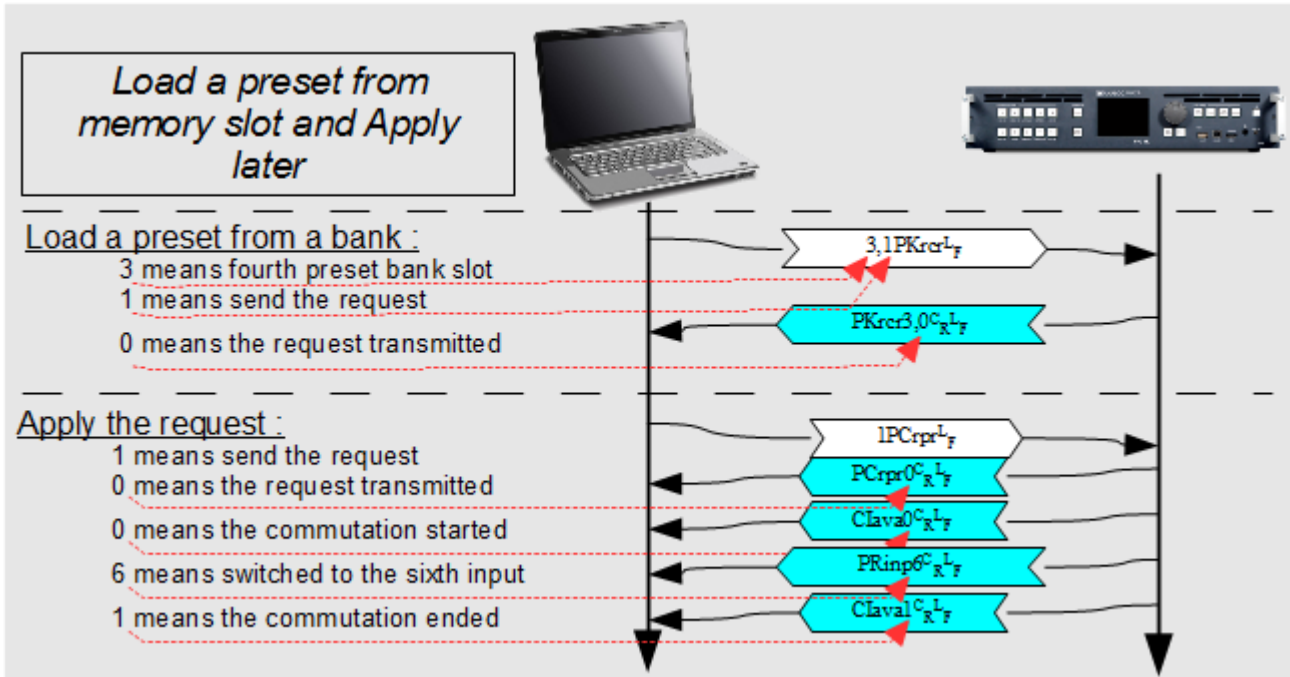 Load a preset from
memory slot and Apply
later
Load a preset from a bank :
3 means fourth preset bank slot
1 means send the request
0 means the request transmitted
3,1PKrcrLF
PKrcr3,0CRLF
Apply the request :
1 means send the request
0 means the request transmitted
0 means the commutation started
6 means switched to the sixth input
1 means the commutation ended
1PCrprLF
PCrpr0CRLF
CIava0CRLF
PRinp6CRLF
CIava1CRLF